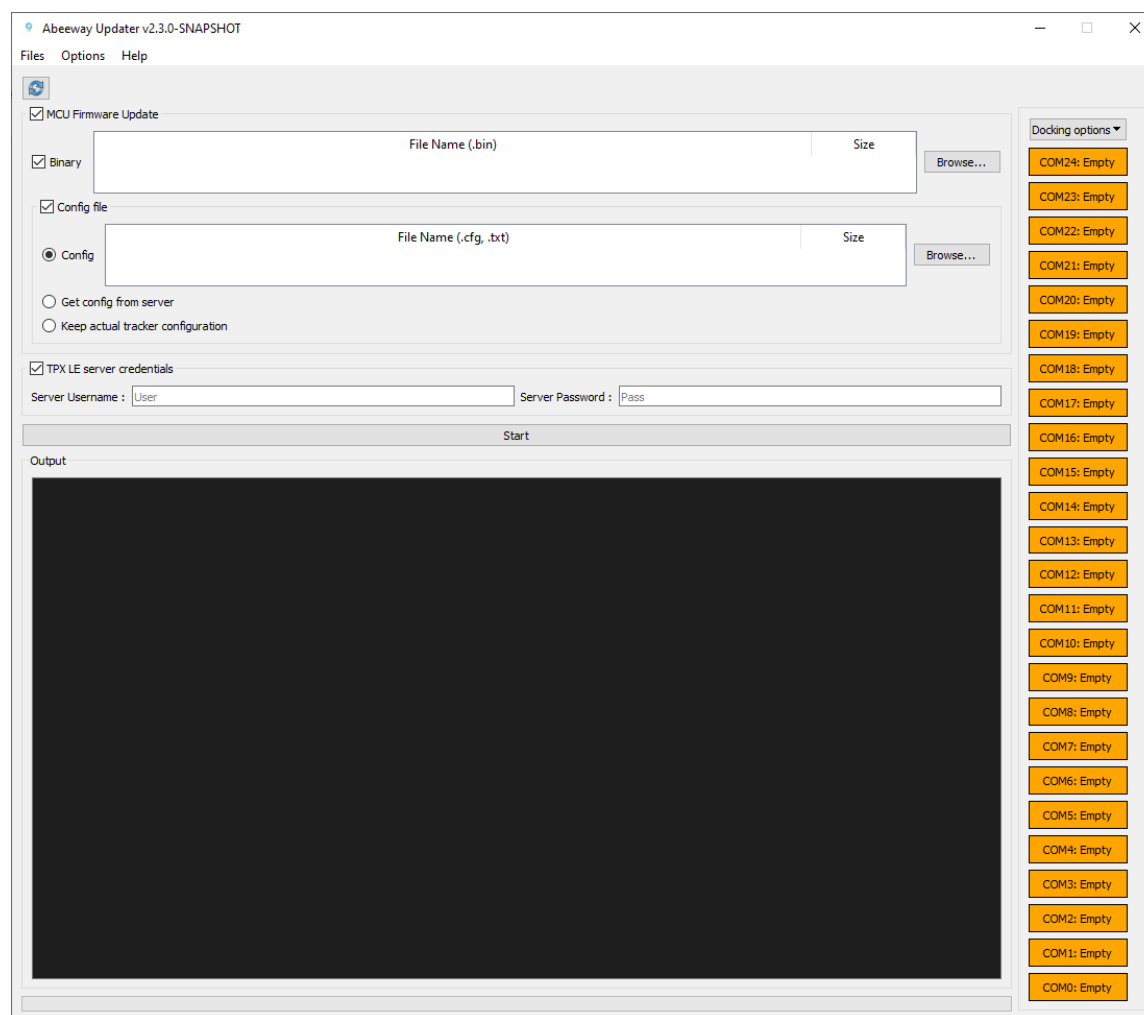 Abeeway Updater v2.3.0-SNAPSHOT
Files Options Help
MCU Firmware Update
File Name (.bin) Size
Binary
Browse...
Config file
File Name (.cfg, .txt) Size
Config
Browse...
Get config from server
Keep actual tracker configuration
TPX LE server credentials
Server Username : User Server Password : Pass
Start
Output
Docking options
COM24: Empty
COM23: Empty
COM22: Empty
COM21: Empty
COM20: Empty
COM19: Empty
COM18: Empty
COM17: Empty
COM16: Empty
COM15: Empty
COM14: Empty
COM13: Empty
COM12: Empty
COM11: Empty
COM10: Empty
COM9: Empty
COM8: Empty
COM7: Empty
COM6: Empty
COM5: Empty
COM4: Empty
COM3: Empty
COM2: Empty
COM1: Empty
COM0: Empty